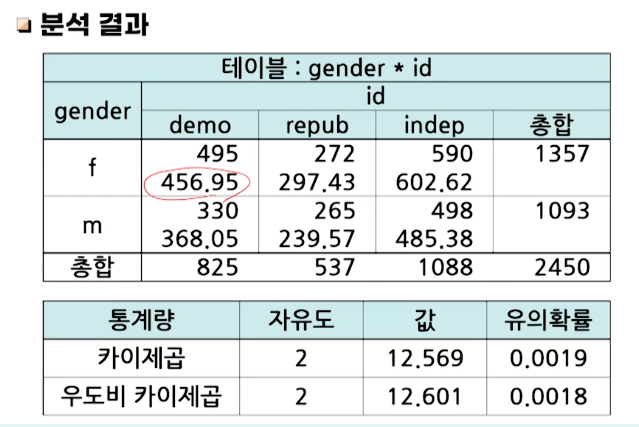 분석 결과
테이블 : gender * id
gender
id
demo repub indep 총합
f
495 272 590 1357
456.95 297.43 602.62
m
330 265 498 1093
368.05 239.57 485.38
총합 825 537 1088 2450
통계량 자유도 값 유의확률
카이제곱 2 12.569 0.0019
우도비 카이제곱 2 12.601 0.0018